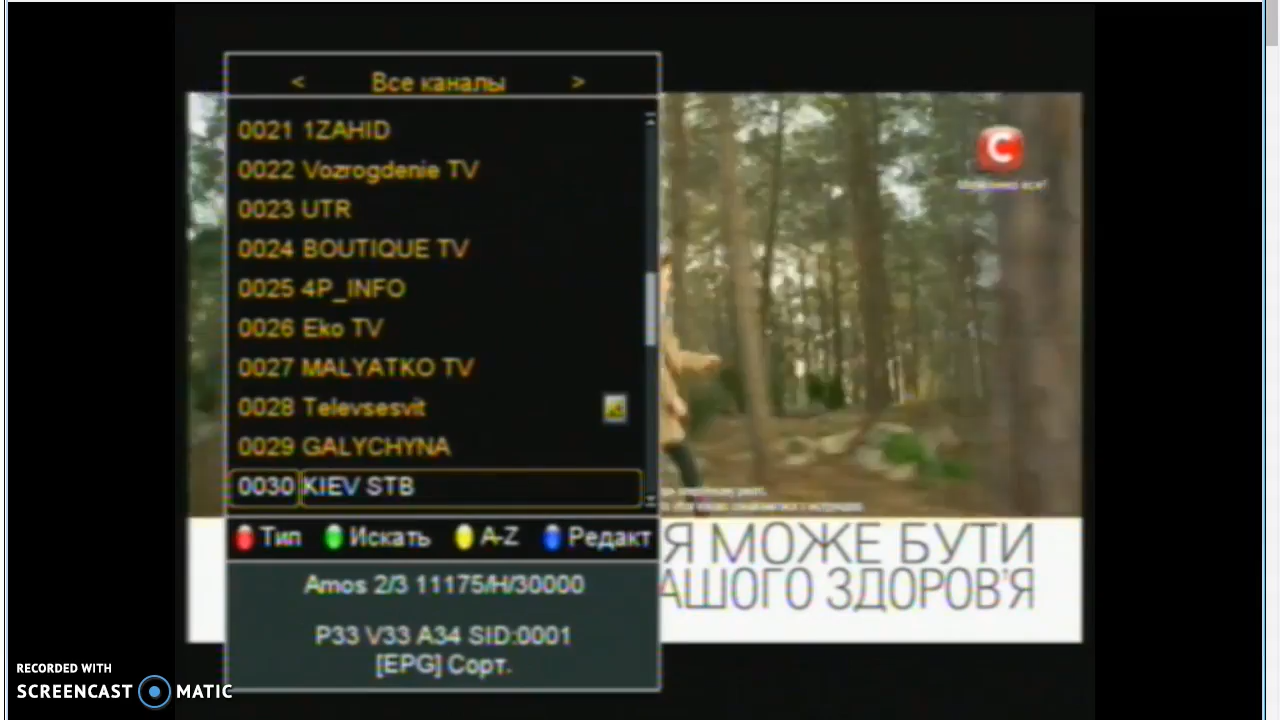 < Все каналы >
0021 1ZAHID
0022 Vozrogdenie TV
0023 UTR
0024 BOUTIQUE TV
0025 4P_INFO
0026 Eko TV
0027 MALYATKO TV
0028 Televsesvit
0029 GALYCHYNA
0030 KIEV STB
Тип Искать A-Z Редакт
Amos 2/3 11175/H/30000
P33 V33 A34 SID:0001
[EPG] Сорт.
Я МОЖЕ БУТИ
АШОГО ЗДОРОВ'Я
RECORDED WITH
SCREENCAST MATIC